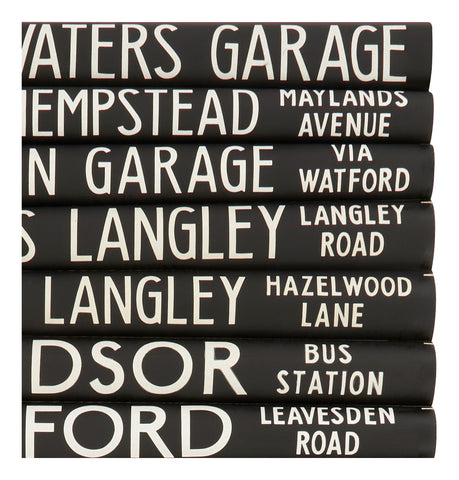 WATERS GARAGE
HEMPSTEAD MAYLANDS AVENUE
N GARAGE VIA WATFORD
S LANGLEY LANGLEY ROAD
LANGLEY HAZELWOOD LANE
DSOR BUS STATION
FORD LEAVESDEN ROAD